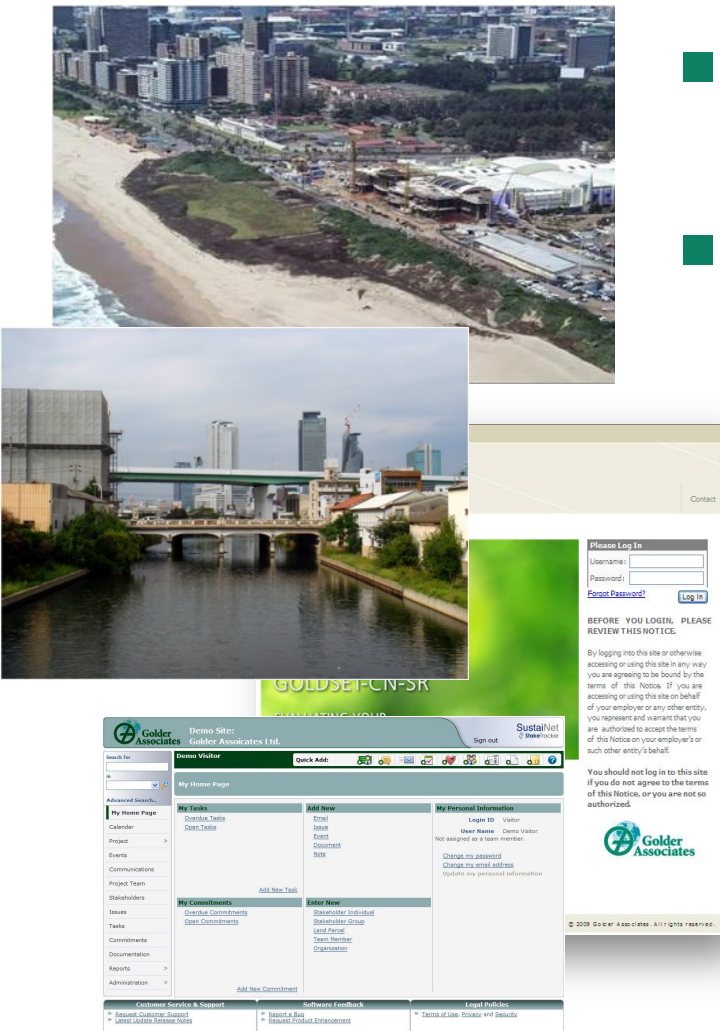 Contact
Please Log In
Username:
Password:
Forgot Password?
Log In
BEFORE YOU LOGIN, PLEASE
REVIEW THIS NOTICE.
By logging into this site or otherwise
accessing or using this site in any way
you are agreeing to be bound by the
terms of this Notice. If you are
accessing or using this site on behalf
of your employer or any other entity,
you represent and warrant that you
are authorized to accept the terms
of this Notice on your employer's or
such other entity's behalf.
You should not log in to this site
if you do not agree to the terms
of this Notice, or you are not so
authorized.
Golder
Associates
© 2009 Golder Associates. All rights reserved.
GOLDSET-CN-SR
EVALUATING YOUR
Golder
Associates
Demo Site:
Golder Assoicates Ltd.
Sign out
SustaiNet
StakeTracker
Search for
in
Advanced Search...
My Home Page
Calendar
Project >
Events
Communications
Project Team
Stakeholders
Issues
Tasks
Commitments
Documentation
Reports >
Administration >
Demo Visitor
Quick Add:
My Home Page
My Tasks
Overdue Tasks
Open Tasks
Add New Task
Add New
Email
Issue
Event
Document
Note
My Personal Information
Login ID Visitor
User Name Demo Visitor
Not assigned as a team member.
Change my password
Change my email address
Update my personal information
My Commitments
Overdue Commitments
Open Commitments
Add New Commitment
Enter New
Stakeholder Individual
Stakeholder Group
Land Parcel
Team Member
Organization
Customer Service & Support
» Request Customer Support
» Latest Update Release Notes
Software Feedback
» Report a Bug
» Request Product Enhancement
Legal Policies
» Terms of Use, Privacy and Security